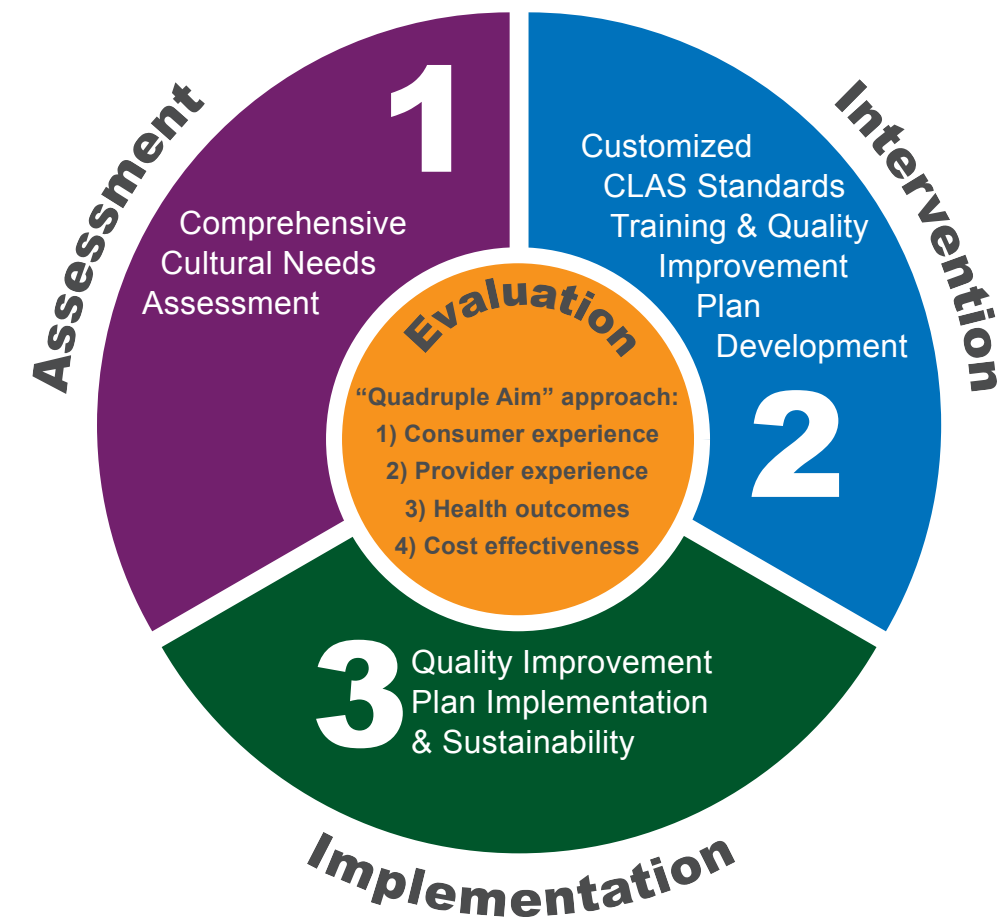 Assessment
1
Comprehensive
Cultural Needs
Assessment
Intervention
Customized
CLAS Standards
Training & Quality
Improvement
Plan
Development
2
Evaluation
“Quadruple Aim” approach:
1) Consumer experience
2) Provider experience
3) Health outcomes
4) Cost effectiveness
3
Quality Improvement
Plan Implementation
& Sustainability
Implementation